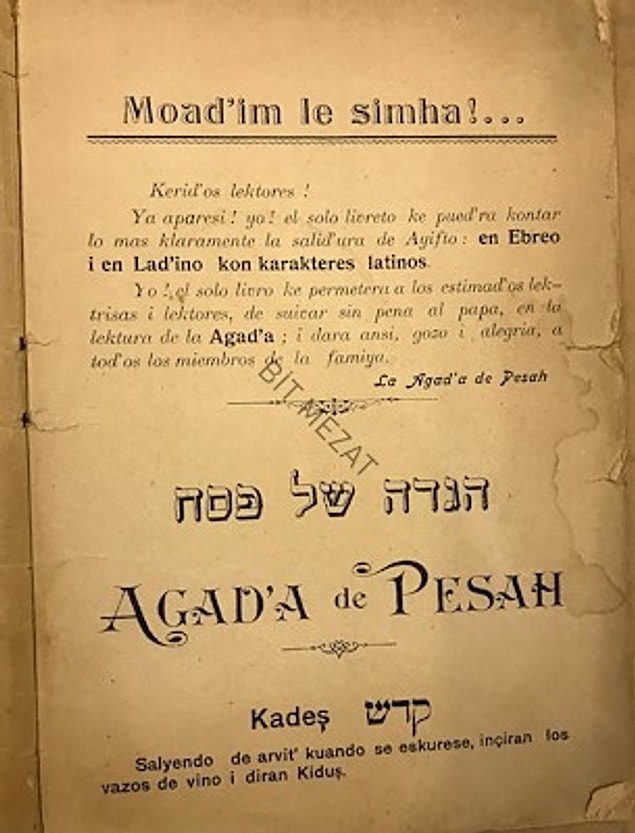 Moad'im le simha!...
Kerid'os lektores !
Ya aparesi! yo! el solo livreto ke pued'ra kontar
lo mas klaramente la salid'ura de Ayifto: en Ebreo
i en Lad'ino kon karakteres latinos.
Yo! el solo livro ke permetera a los estimad'os lek-
trisas i lektores, de suivar sin pena al papa, en la
lektura de la Agad'a ; i dara ansi, gozo i alegria, a
tod'os los miembros de la famiya.
La Agad'a de Pesah
BİT MEZAT
הגדה של פסח
AGAD'A de PESAH
Kadeş קדש
Salyendo de arvit' kuando se eskurese, inçiran los
vazos de vino i diran Kiduş.